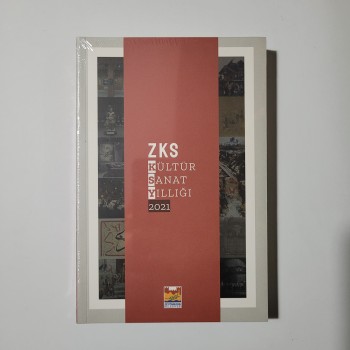 ZKS
KÜLTÜR
SANAT
YILLIĞI
2021